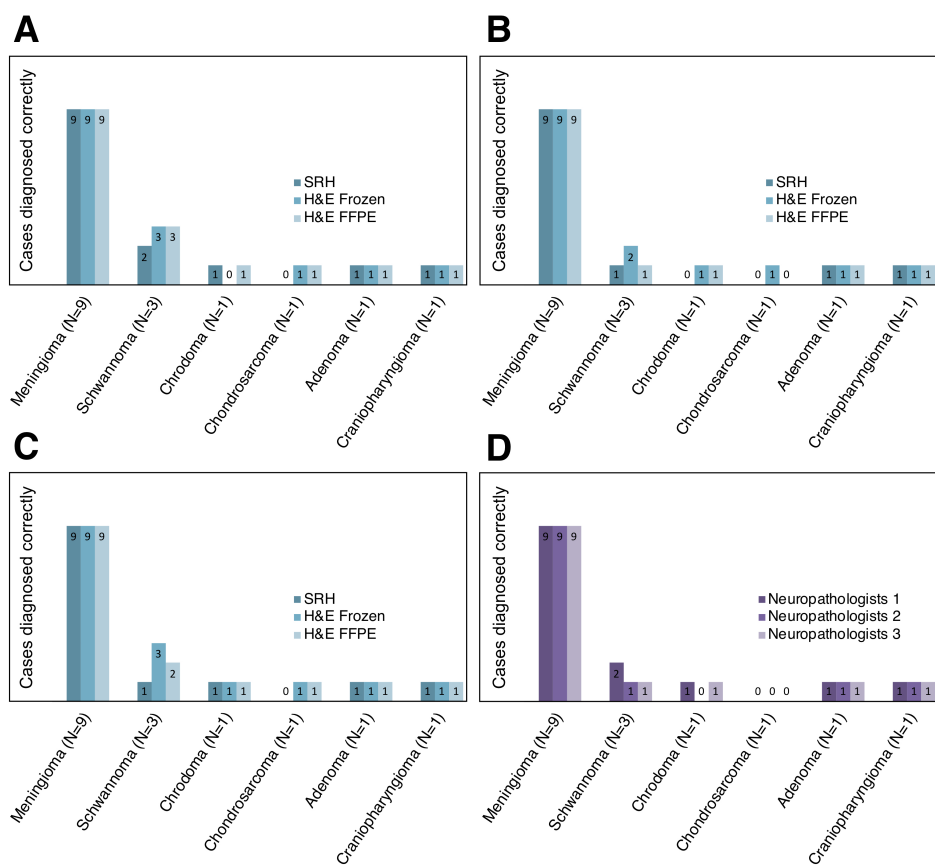 A
Cases diagnosed correctly
9 9 9
2 3 3
1 0 1
0 1 1
1 1 1
1 1 1
SRH
H&E Frozen
H&E FFPE
Meningioma (N=9)
Schwannoma (N=3)
Chrodoma (N=1)
Chondrosarcoma (N=1)
Adenoma (N=1)
Craniopharyngioma (N=1)
B
Cases diagnosed correctly
9 9 9
1 2 1
0 1 1
0 1 0
1 1 1
1 1 1
SRH
H&E Frozen
H&E FFPE
Meningioma (N=9)
Schwannoma (N=3)
Chrodoma (N=1)
Chondrosarcoma (N=1)
Adenoma (N=1)
Craniopharyngioma (N=1)
C
Cases diagnosed correctly
9 9 9
1 3 2
1 1 1
0 1 1
1 1 1
1 1 1
SRH
H&E Frozen
H&E FFPE
Meningioma (N=9)
Schwannoma (N=3)
Chrodoma (N=1)
Chondrosarcoma (N=1)
Adenoma (N=1)
Craniopharyngioma (N=1)
D
Cases diagnosed correctly
9 9 9
2 1 1
1 0 1
0 0 0
1 1 1
1 1 1
Neuropathologists 1
Neuropathologists 2
Neuropathologists 3
Meningioma (N=9)
Schwannoma (N=3)
Chrodoma (N=1)
Chondrosarcoma (N=1)
Adenoma (N=1)
Craniopharyngioma (N=1)